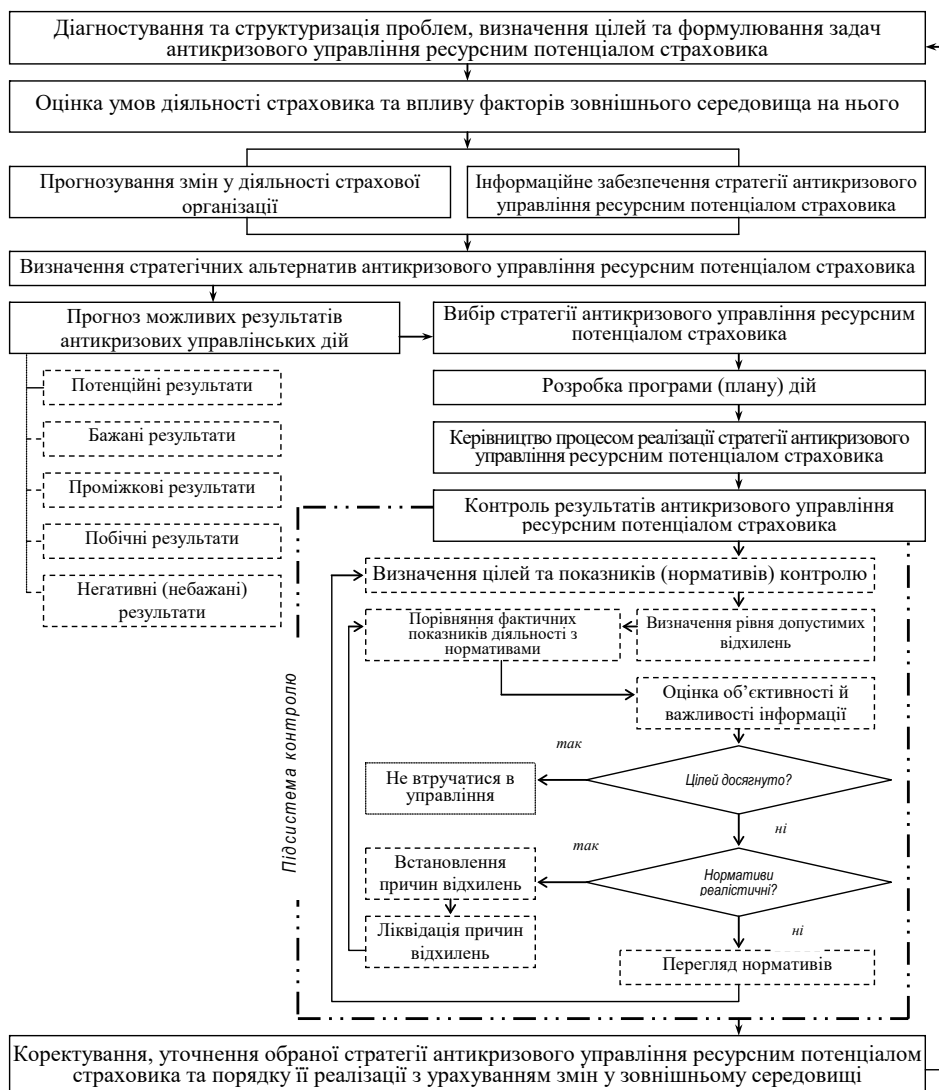 Діагностування та структуризація проблем, визначення цілей та формулювання задач
антикризового управління ресурсним потенціалом страховика
Оцінка умов діяльності страховика та впливу факторів зовнішнього середовища на нього
Прогнозування змін у діяльності страхової
організації
Інформаційне забезпечення стратегії антикризового
управління ресурсним потенціалом страховика
Визначення стратегічних альтернатив антикризового управління ресурсним потенціалом страховика
Прогноз можливих результатів
антикризових управлінських дій
Вибір стратегії антикризового управління ресурсним
потенціалом страховика
Потенційні результати
Бажані результати
Проміжкові результати
Побічні результати
Негативні (небажані)
результати
Розробка програми (плану) дій
Керівництво процесом реалізації стратегії антикризового
управління ресурсним потенціалом страховика
Контроль результатів антикризового управління
ресурсним потенціалом страховика
Підсистема контролю
Визначення цілей та показників (нормативів) контролю
Порівняння фактичних
показників діяльності з
нормативами
Визначення рівня допустимих
відхилень
Оцінка об’єктивності й
важливості інформації
так
Цілей досягнуто?
Не втручатися в
управління
ні
так
Нормативи
реалістичні?
Встановлення
причин відхилень
ні
Ліквідація причин
відхилень
Перегляд нормативів
Коректування, уточнення обраної стратегії антикризового управління ресурсним потенціалом
страховика та порядку її реалізації з урахуванням змін у зовнішньому середовищі